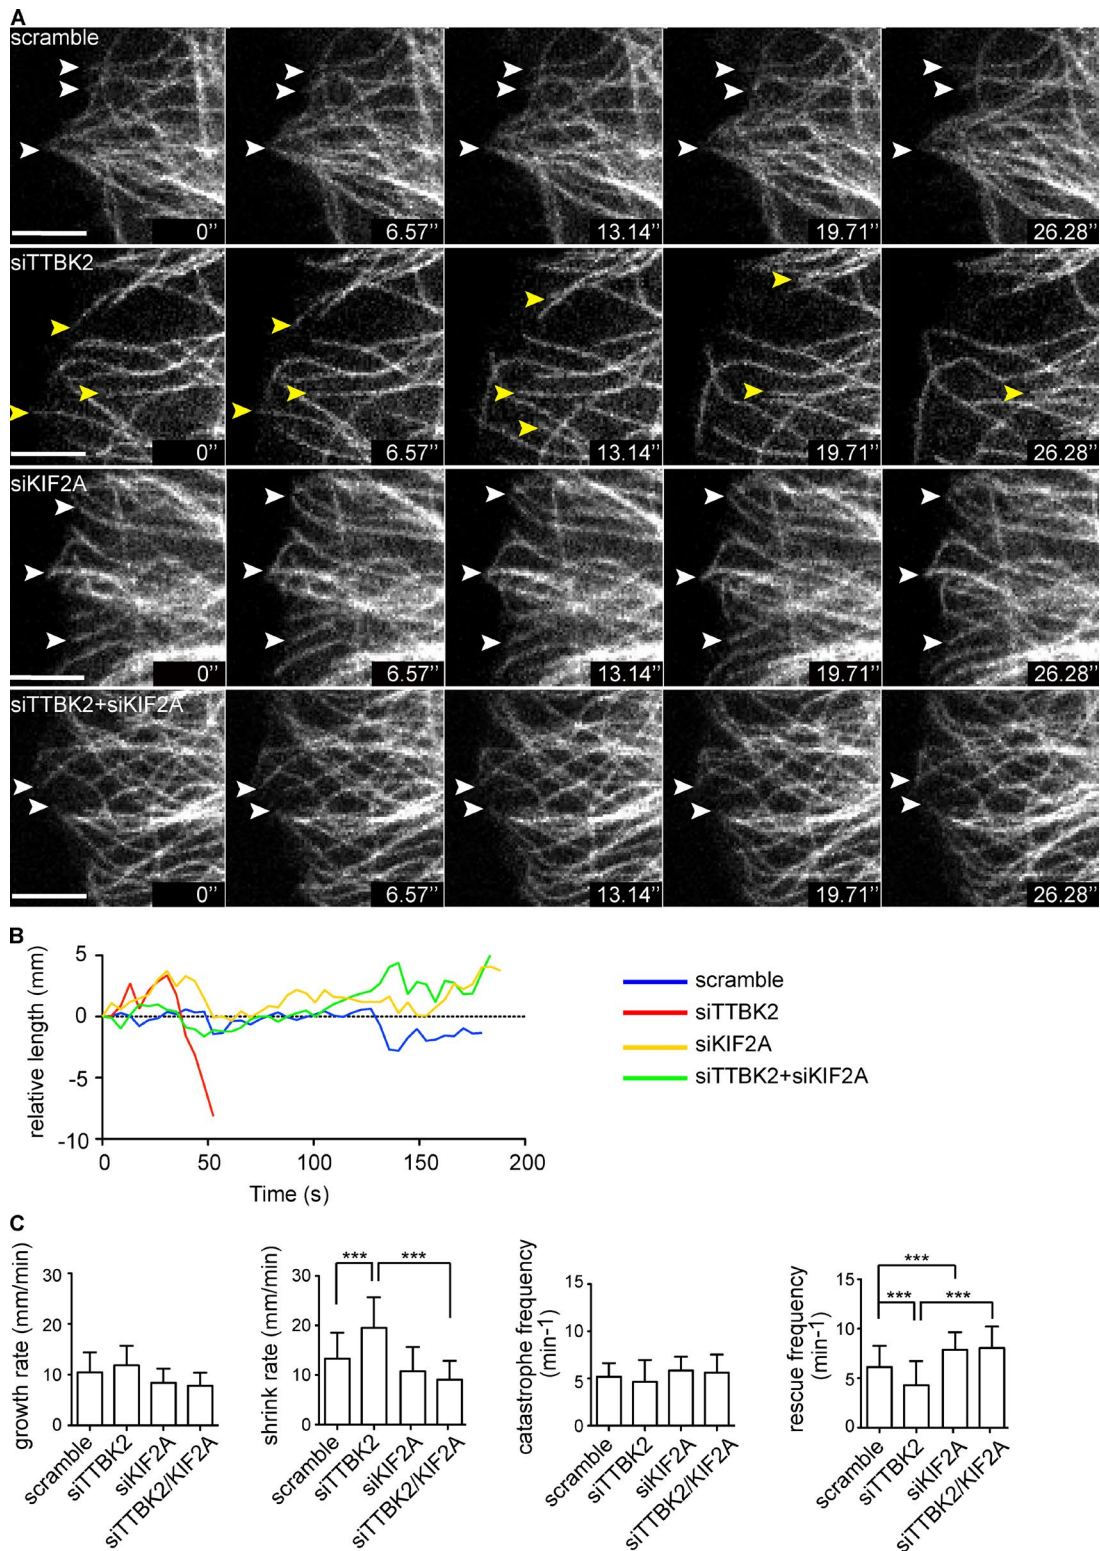 A
scramble
0’’ 6.57’’ 13.14’’ 19.71’’ 26.28’’
siTTBK2
0’’ 6.57’’ 13.14’’ 19.71’’ 26.28’’
siKIF2A
0’’ 6.57’’ 13.14’’ 19.71’’ 26.28’’
siTTBK2+siKIF2A
0’’ 6.57’’ 13.14’’ 19.71’’ 26.28’’
B
relative length (mm)
5
0
-5
-10
0 50 100 150 200
Time (s)
scramble
siTTBK2
siKIF2A
siTTBK2+siKIF2A
C
growth rate (mm/min)
30
20
10
0
scramble
siTTBK2
siKIF2A
siTTBK2/KIF2A
shrink rate (mm/min)
30
20
10
0
*** ***
scramble
siTTBK2
siKIF2A
siTTBK2/KIF2A
catastrophe frequency
(min-1)
15
10
5
0
scramble
siTTBK2
siKIF2A
siTTBK2/KIF2A
rescue frequency
(min-1)
15
10
5
0
***
*** ***
scramble
siTTBK2
siKIF2A
siTTBK2/KIF2A